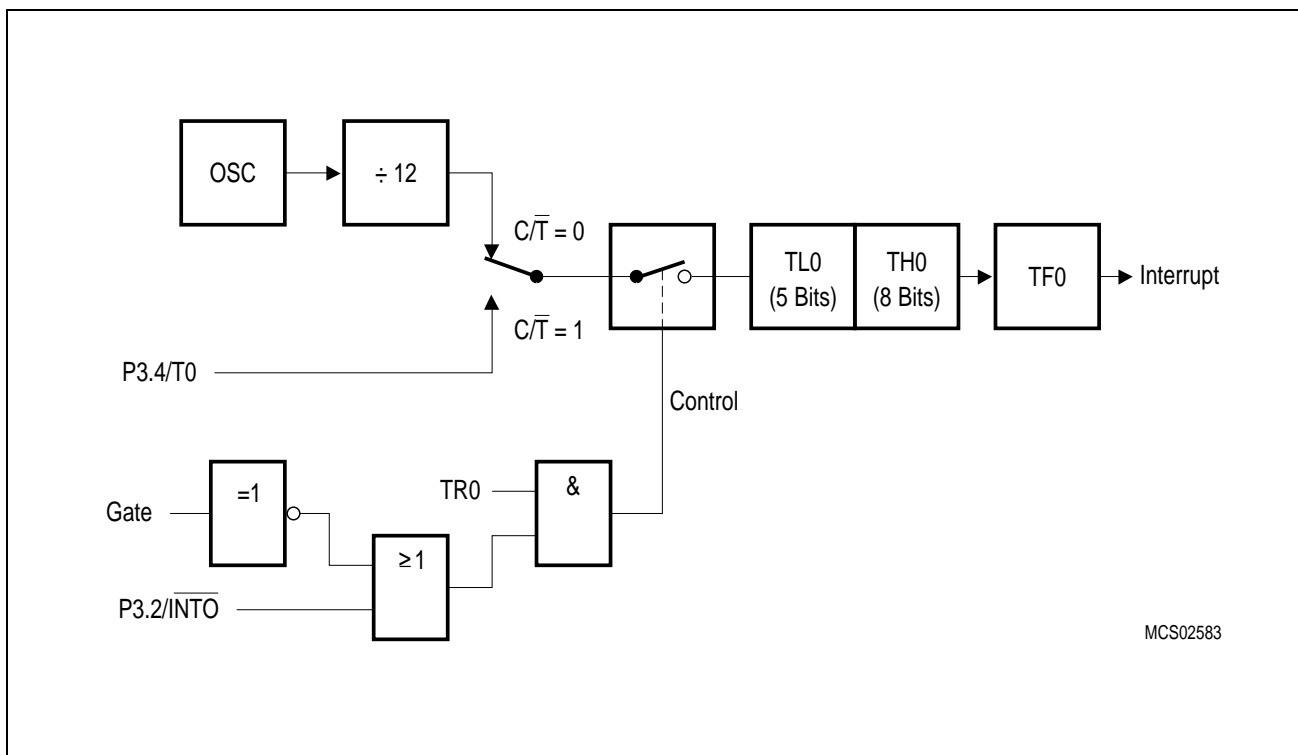 OSC
÷ 12
C/T̅ = 0
C/T̅ = 1
P3.4/T0
TL0
(5 Bits)
TH0
(8 Bits)
TF0
Interrupt
Control
Gate
=1
TR0
&
≥ 1
P3.2/I̅N̅T̅O̅
MCS02583